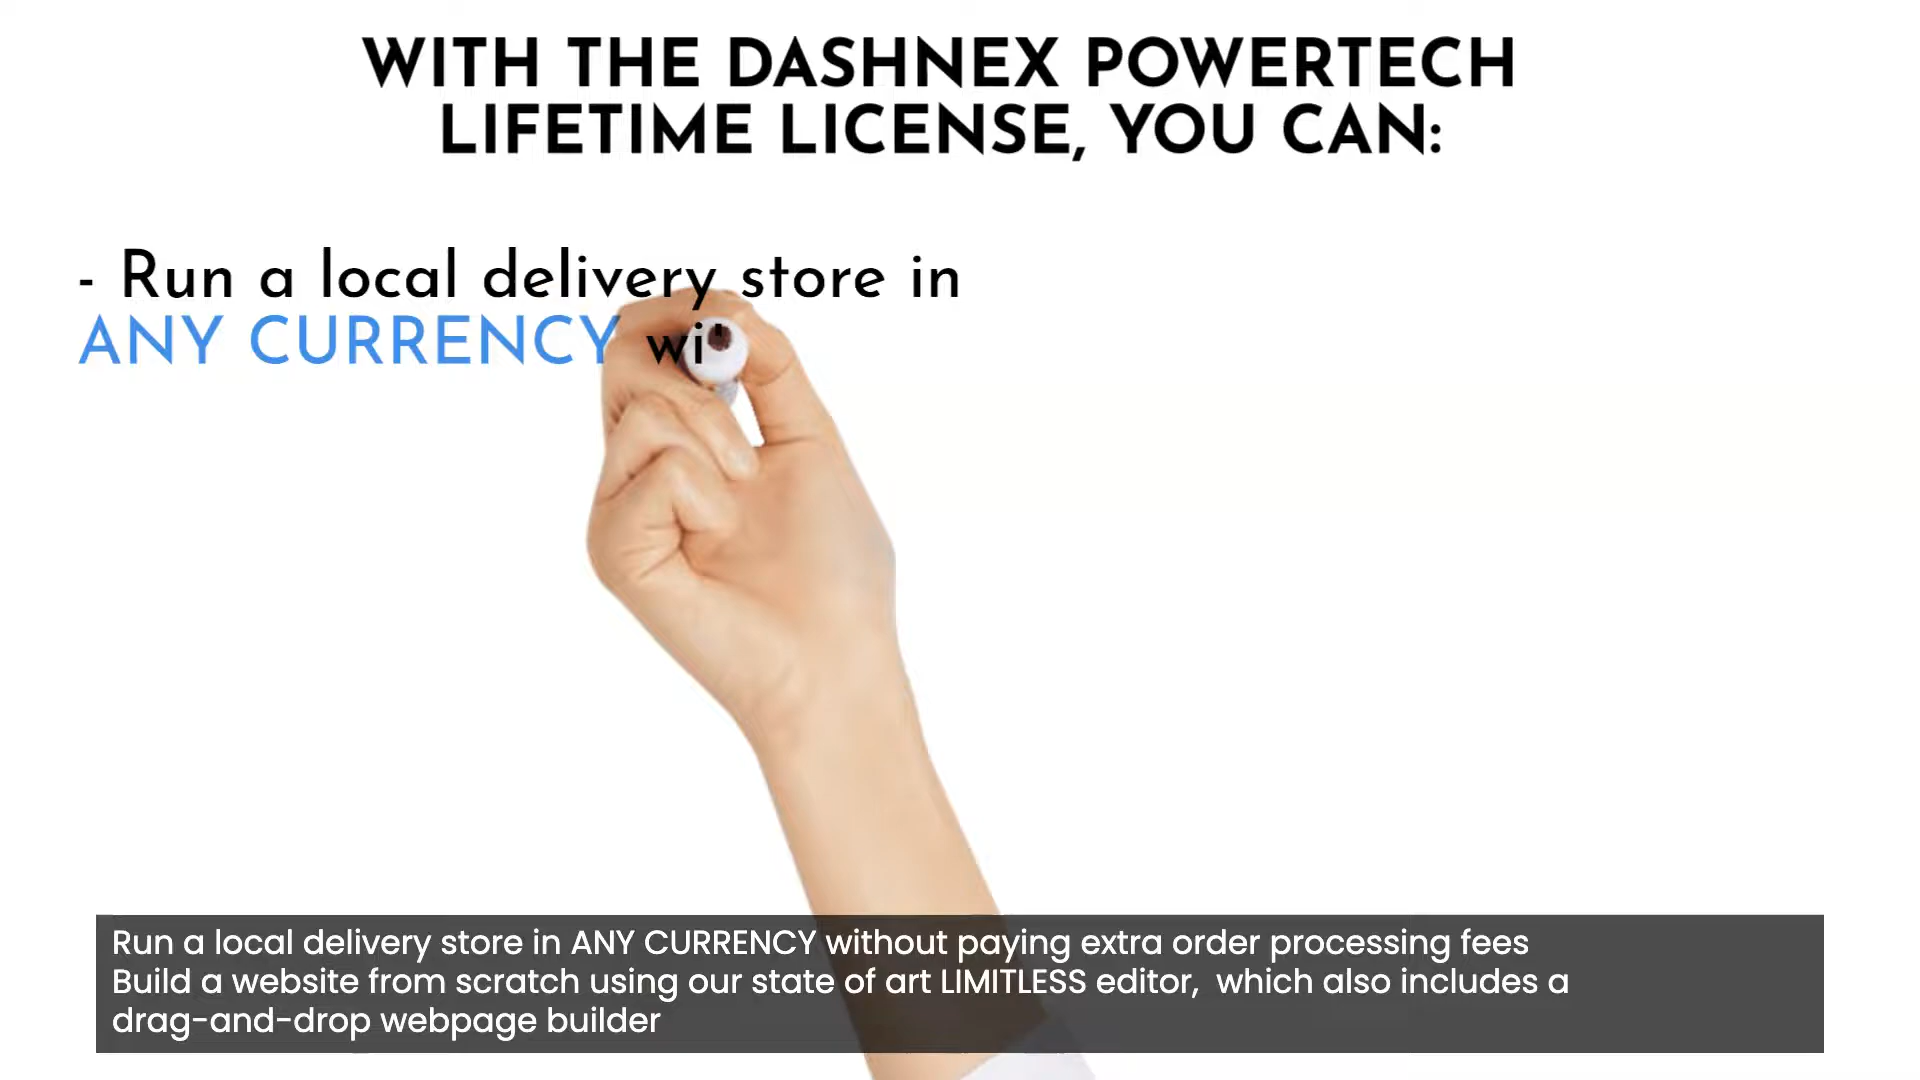 WITH THE DASHNEX POWERTECH
LIFETIME LICENSE, YOU CAN:
- Run a local delivery store in
ANY CURRENCY wi
Run a local delivery store in ANY CURRENCY without paying extra order processing fees
Build a website from scratch using our state of art LIMITLESS editor, which also includes a
drag-and-drop webpage builder